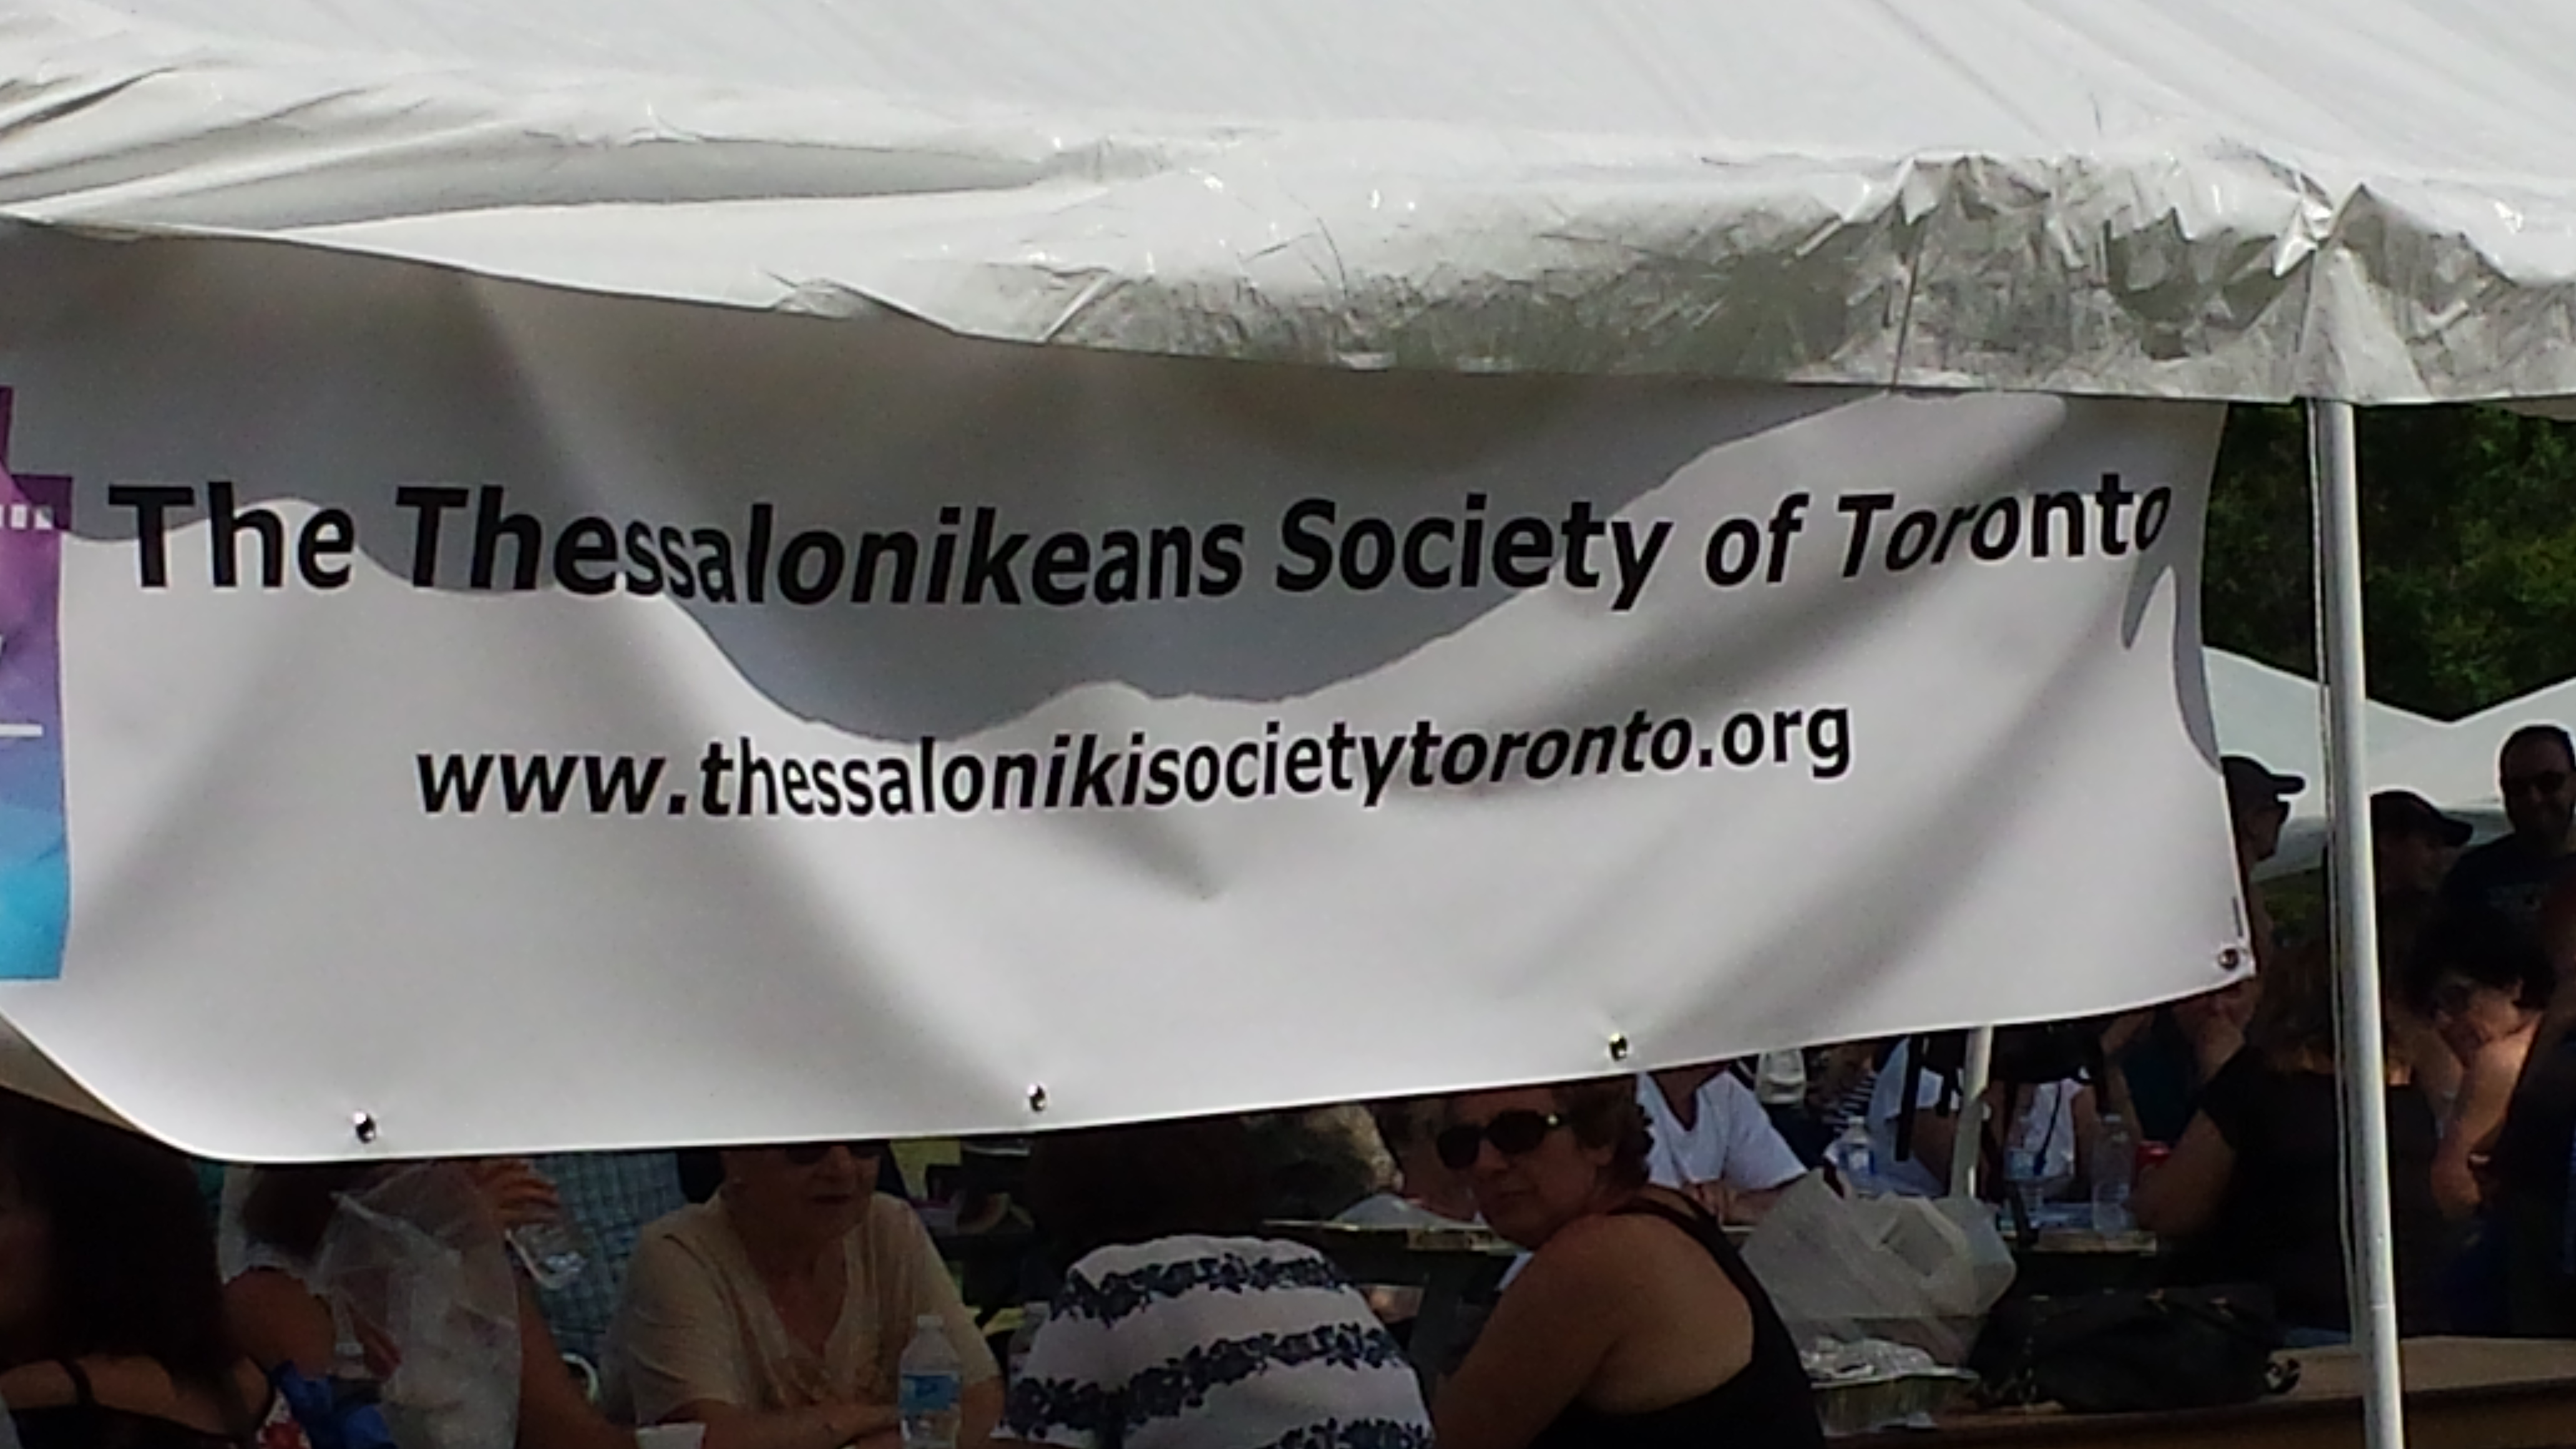 The Thessalonikeans Society of Toronto
www.thessalonikisocietytoronto.org